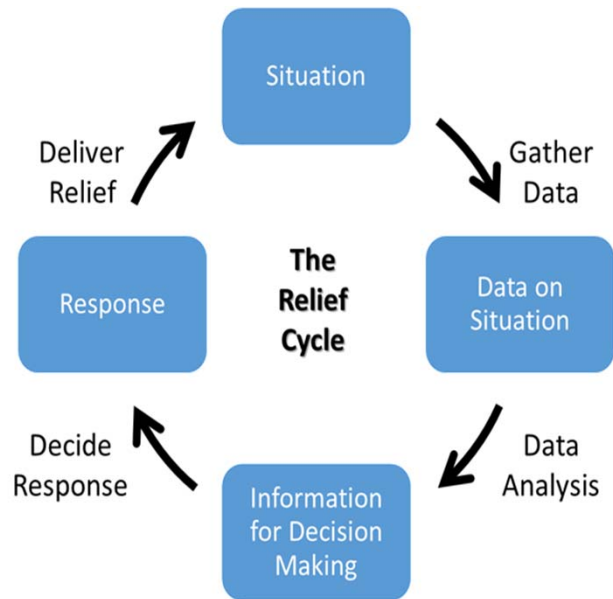 Situation
Gather
Data
Data on
Situation
Data
Analysis
Information
for Decision
Making
Decide
Response
Response
Deliver
Relief
The
Relief
Cycle